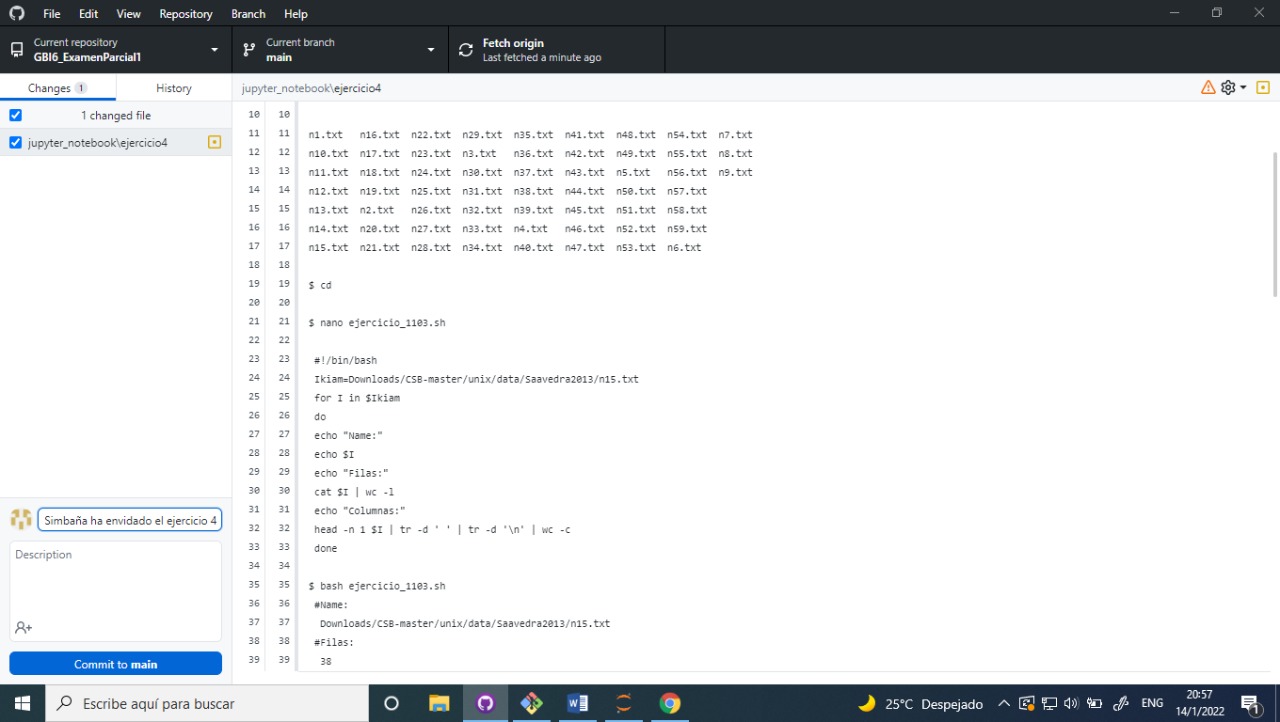 File Edit View Repository Branch Help
Current repository
GBI6_ExamenParcial1
Current branch
main
Fetch origin
Last fetched a minute ago
Changes 1 History
jupyter_notebook\ejercicio4
1 changed file
jupyter_notebook\ejercicio4
10 10
11 11 n1.txt n16.txt n22.txt n29.txt n35.txt n41.txt n48.txt n54.txt n7.txt
12 12 n10.txt n17.txt n23.txt n3.txt n36.txt n42.txt n49.txt n55.txt n8.txt
13 13 n11.txt n18.txt n24.txt n30.txt n37.txt n43.txt n5.txt n56.txt n9.txt
14 14 n12.txt n19.txt n25.txt n31.txt n38.txt n44.txt n50.txt n57.txt
15 15 n13.txt n2.txt n26.txt n32.txt n39.txt n45.txt n51.txt n58.txt
16 16 n14.txt n20.txt n27.txt n33.txt n4.txt n46.txt n52.txt n59.txt
17 17 n15.txt n21.txt n28.txt n34.txt n40.txt n47.txt n53.txt n6.txt
18 18
19 19 $ cd
20 20
21 21 $ nano ejercicio_1103.sh
22 22
23 23 #!/bin/bash
24 24 Ikiam=Downloads/CSB-master/unix/data/Saavedra2013/n15.txt
25 25 for I in $Ikiam
26 26 do
27 27 echo "Name:"
28 28 echo $I
29 29 echo "Filas:"
30 30 cat $I | wc -l
31 31 echo "Columnas:"
32 32 head -n 1 $I | tr -d ' ' | tr -d '\n' | wc -c
33 33 done
34 34
35 35 $ bash ejercicio_1103.sh
36 36 #Name:
37 37 Downloads/CSB-master/unix/data/Saavedra2013/n15.txt
38 38 #Filas:
39 39 38
Simbaña ha envidado el ejercicio 4
Description
Commit to main
Escribe aquí para buscar
25°C Despejado
ENG
20:57
14/1/2022
1